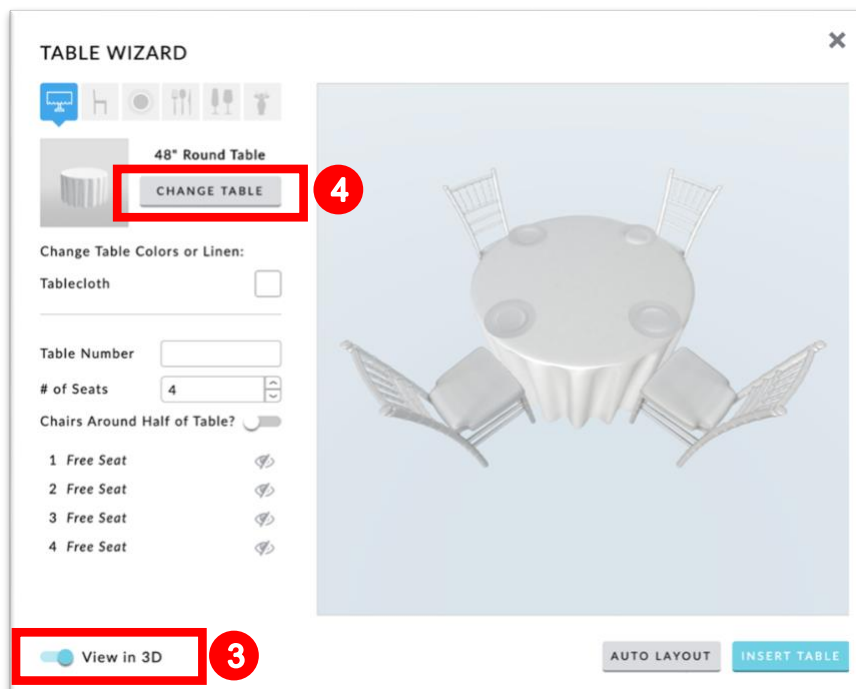 TABLE WIZARD
48" Round Table
CHANGE TABLE
4
Change Table Colors or Linen:
Tablecloth
Table Number
# of Seats 4
Chairs Around Half of Table?
1 Free Seat
2 Free Seat
3 Free Seat
4 Free Seat
View in 3D
3
AUTO LAYOUT
INSERT TABLE